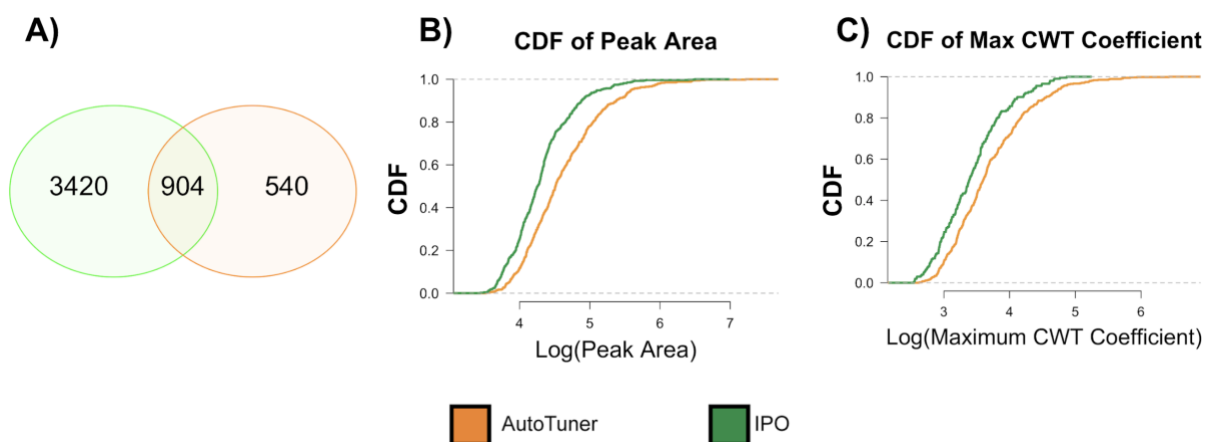 A)
3420
904
540
B)
CDF of Peak Area
CDF
1.0
0.8
0.6
0.4
0.2
0.0
4 5 6 7
Log(Peak Area)
C)
CDF of Max CWT Coefficient
CDF
1.0
0.8
0.6
0.4
0.2
0.0
3 4 5 6
Log(Maximum CWT Coefficient)
AutoTuner
IPO